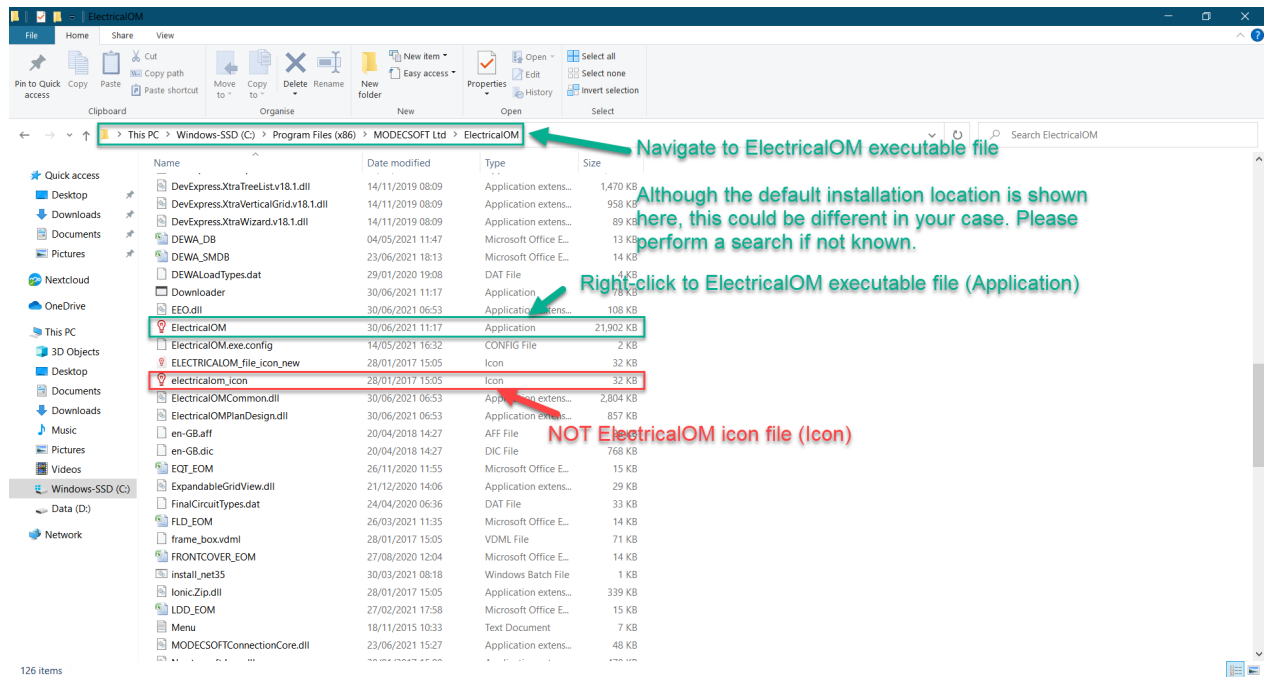 ElectricalOM
File Home Share View
Pin to Quick access
Copy
Paste
Cut
Copy path
Paste shortcut
Clipboard
Move to
Copy to
Delete
Rename
Organise
New folder
New item
Easy access
New
Properties
Open
Edit
History
Open
Select all
Select none
Invert selection
Select
This PC > Windows-SSD (C:) > Program Files (x86) > MODECSOFT Ltd > ElectricalOM
Search ElectricalOM
Navigate to ElectricalOM executable file
Although the default installation location is shown
here, this could be different in your case. Please
perform a search if not known.
Right-click to ElectricalOM executable file (Application)
NOT ElectricalOM icon file (Icon)
Quick access
Desktop
Downloads
Documents
Pictures
Nextcloud
OneDrive
This PC
3D Objects
Desktop
Documents
Downloads
Music
Pictures
Videos
Windows-SSD (C:)
Data (D:)
Network
Name Date modified Type Size
DevExpress.XtraTreeList.v18.1.dll 14/11/2019 08:09 Application extens... 1,470 KB
DevExpress.XtraVerticalGrid.v18.1.dll 14/11/2019 08:09 Application extens... 958 KB
DevExpress.XtraWizard.v18.1.dll 14/11/2019 08:09 Application extens... 89 KB
DEWA_DB 04/05/2021 11:47 Microsoft Office E... 13 KB
DEWA_SMDB 23/06/2021 18:13 Microsoft Office E... 14 KB
DEWALoadTypes.dat 29/01/2020 19:08 DAT File 4 KB
Downloader 30/06/2021 11:17 Application 78 KB
EEO.dll 30/06/2021 06:53 Application extens... 108 KB
ElectricalOM 30/06/2021 11:17 Application 21,902 KB
ElectricalOM.exe.config 14/05/2021 16:32 CONFIG File 2 KB
ELECTRICALOM_file_icon_new 28/01/2017 15:05 Icon 32 KB
electricalom_icon 28/01/2017 15:05 Icon 32 KB
ElectricalOMCommon.dll 30/06/2021 06:53 Application extens... 2,804 KB
ElectricalOMPlanDesign.dll 30/06/2021 06:53 Application extens... 857 KB
en-GB.aff 20/04/2018 14:27 AFF File KB
en-GB.dic 20/04/2018 14:27 DIC File 768 KB
EQT_EOM 26/11/2020 11:55 Microsoft Office E... 15 KB
ExpandableGridView.dll 21/12/2020 14:06 Application extens... 29 KB
FinalCircuitTypes.dat 24/04/2020 06:36 DAT File 33 KB
FLD_EOM 26/03/2021 11:35 Microsoft Office E... 14 KB
frame_box.vdml 28/01/2017 15:05 VDML File 71 KB
FRONTCOVER_EOM 27/08/2020 12:04 Microsoft Office E... 14 KB
install_net35 30/03/2021 08:18 Windows Batch File 1 KB
Ionic.Zip.dll 28/01/2017 15:05 Application extens... 339 KB
LDD_EOM 27/02/2021 17:58 Microsoft Office E... 15 KB
Menu 18/11/2015 10:33 Text Document 7 KB
MODECSOFTConnectionCore.dll 23/06/2021 15:27 Application extens... 48 KB
126 items